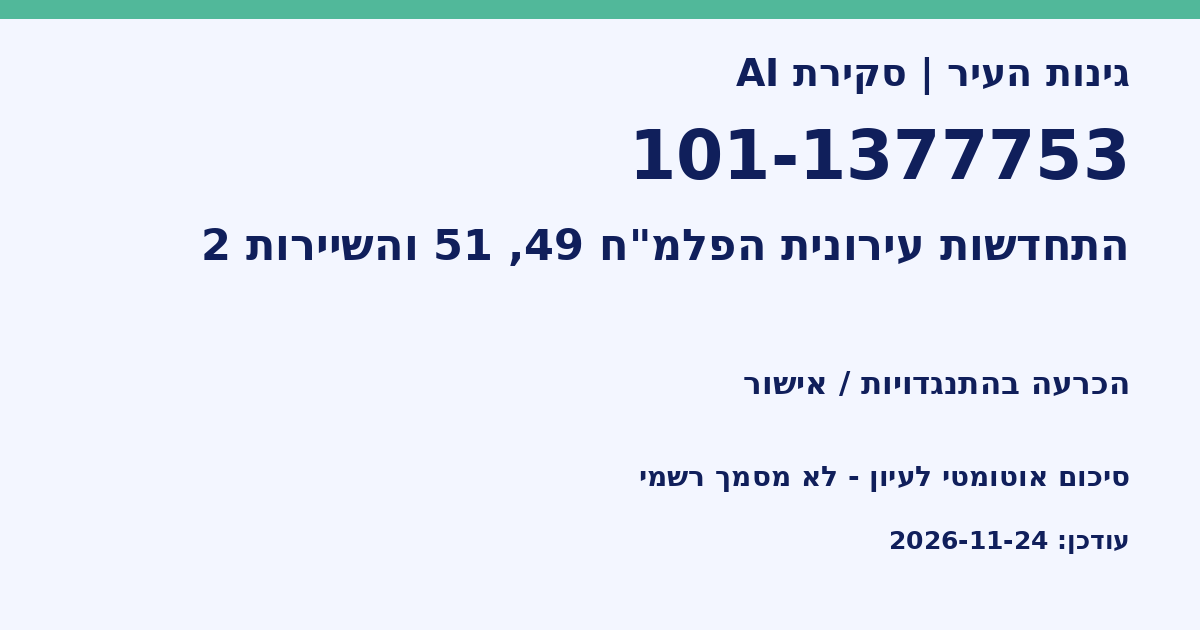 גינות העיר | סקירת AI
101-1377753
התחדשות עירונית הפלמ"ח 49, 51 והשיירות 2
הכרעה בהתנגדויות / אישור
סיכום אוטומטי לעיון - לא מסמך רשמי
עודכן: 2026-11-24